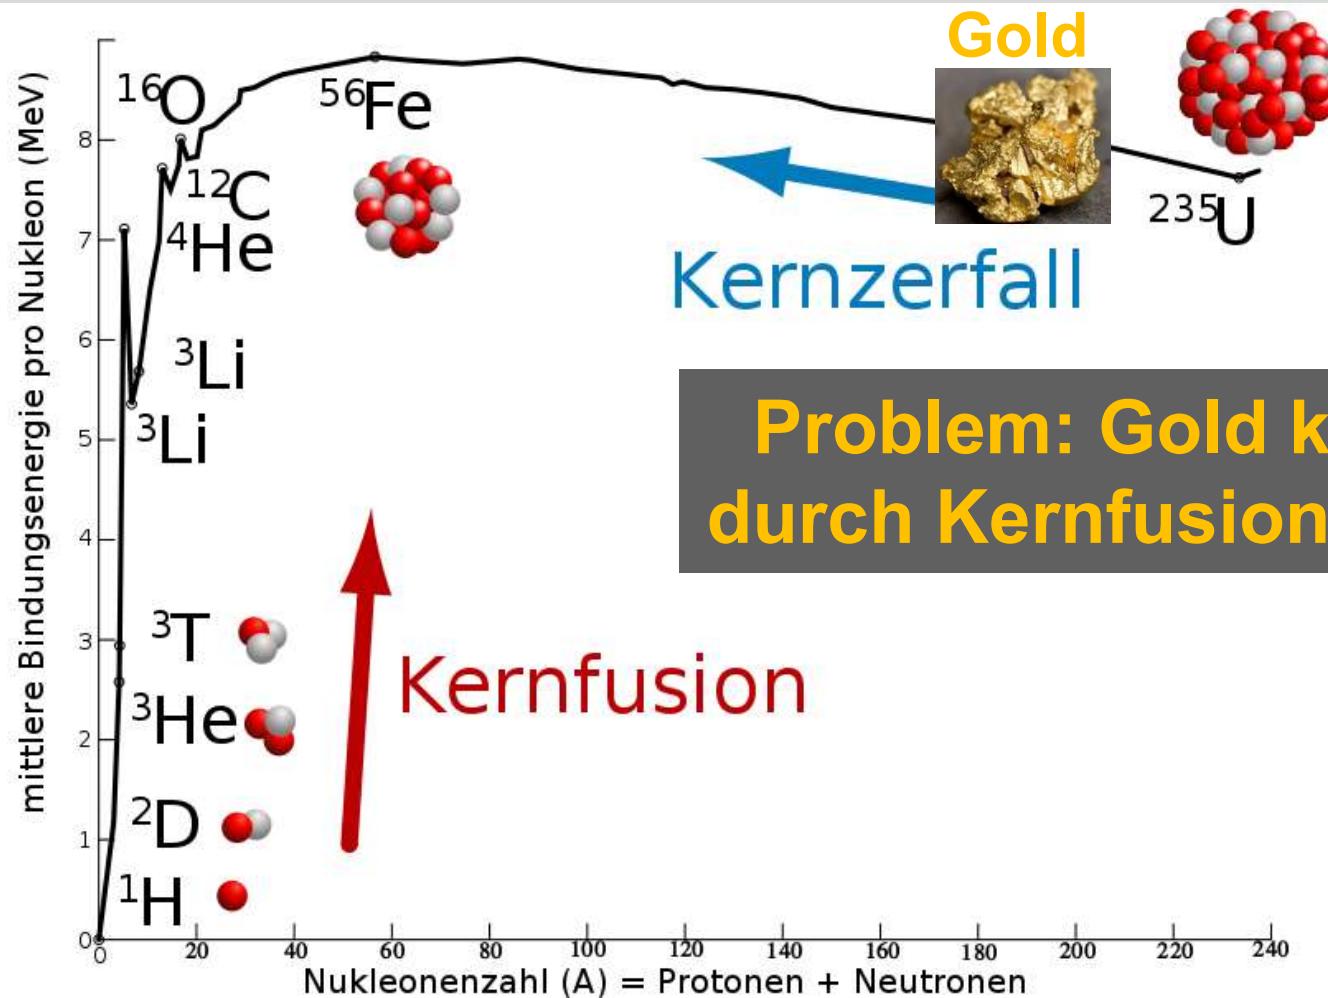 Gold
mittlere Bindungsenergie pro Nukleon (MeV)
¹⁶O
⁵⁶Fe
8
¹²C
²³⁵U
7
⁴He
Kernzerfall
6
³Li
Problem: Gold k
5
³Li
durch Kernfusion
4
3
³T
Kernfusion
³He
2
²D
1
¹H
0
0 20 40 60 80 100 120 140 160 180 200 220 240
Nukleonenzahl (A) = Protonen + Neutronen